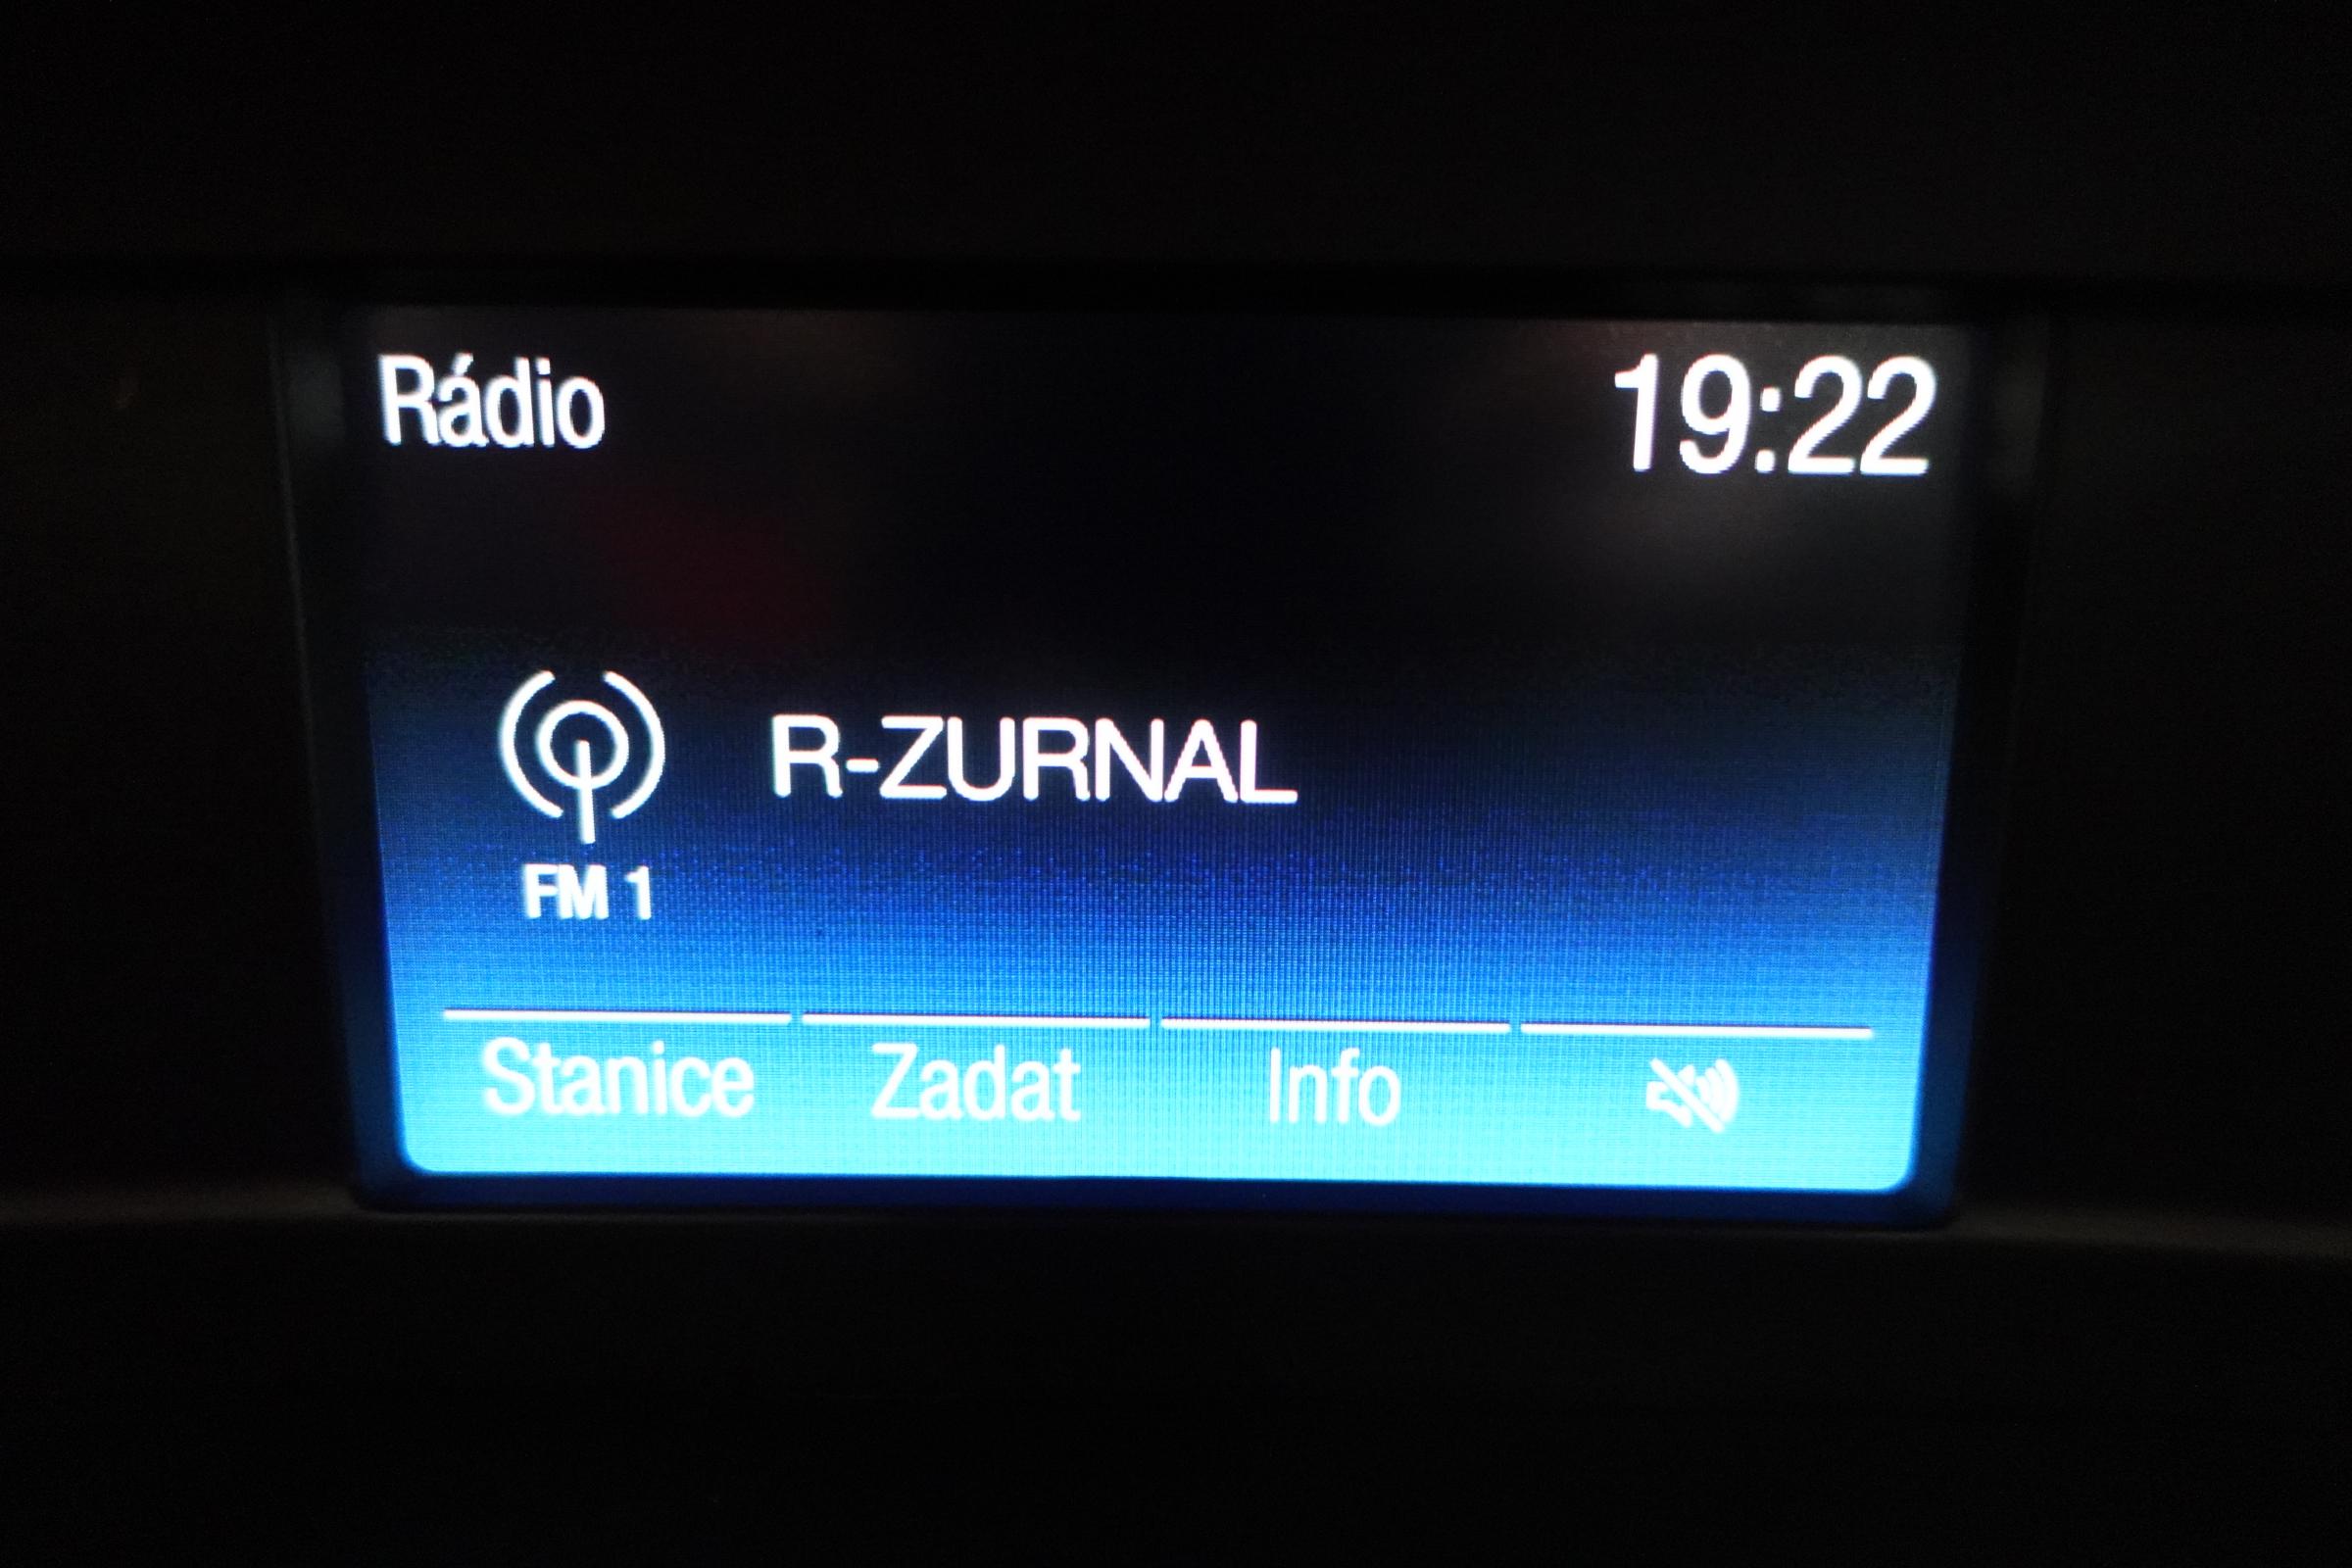 Rádio 19:22
R-ZURNAL
FM 1
Stanice Zadat Info